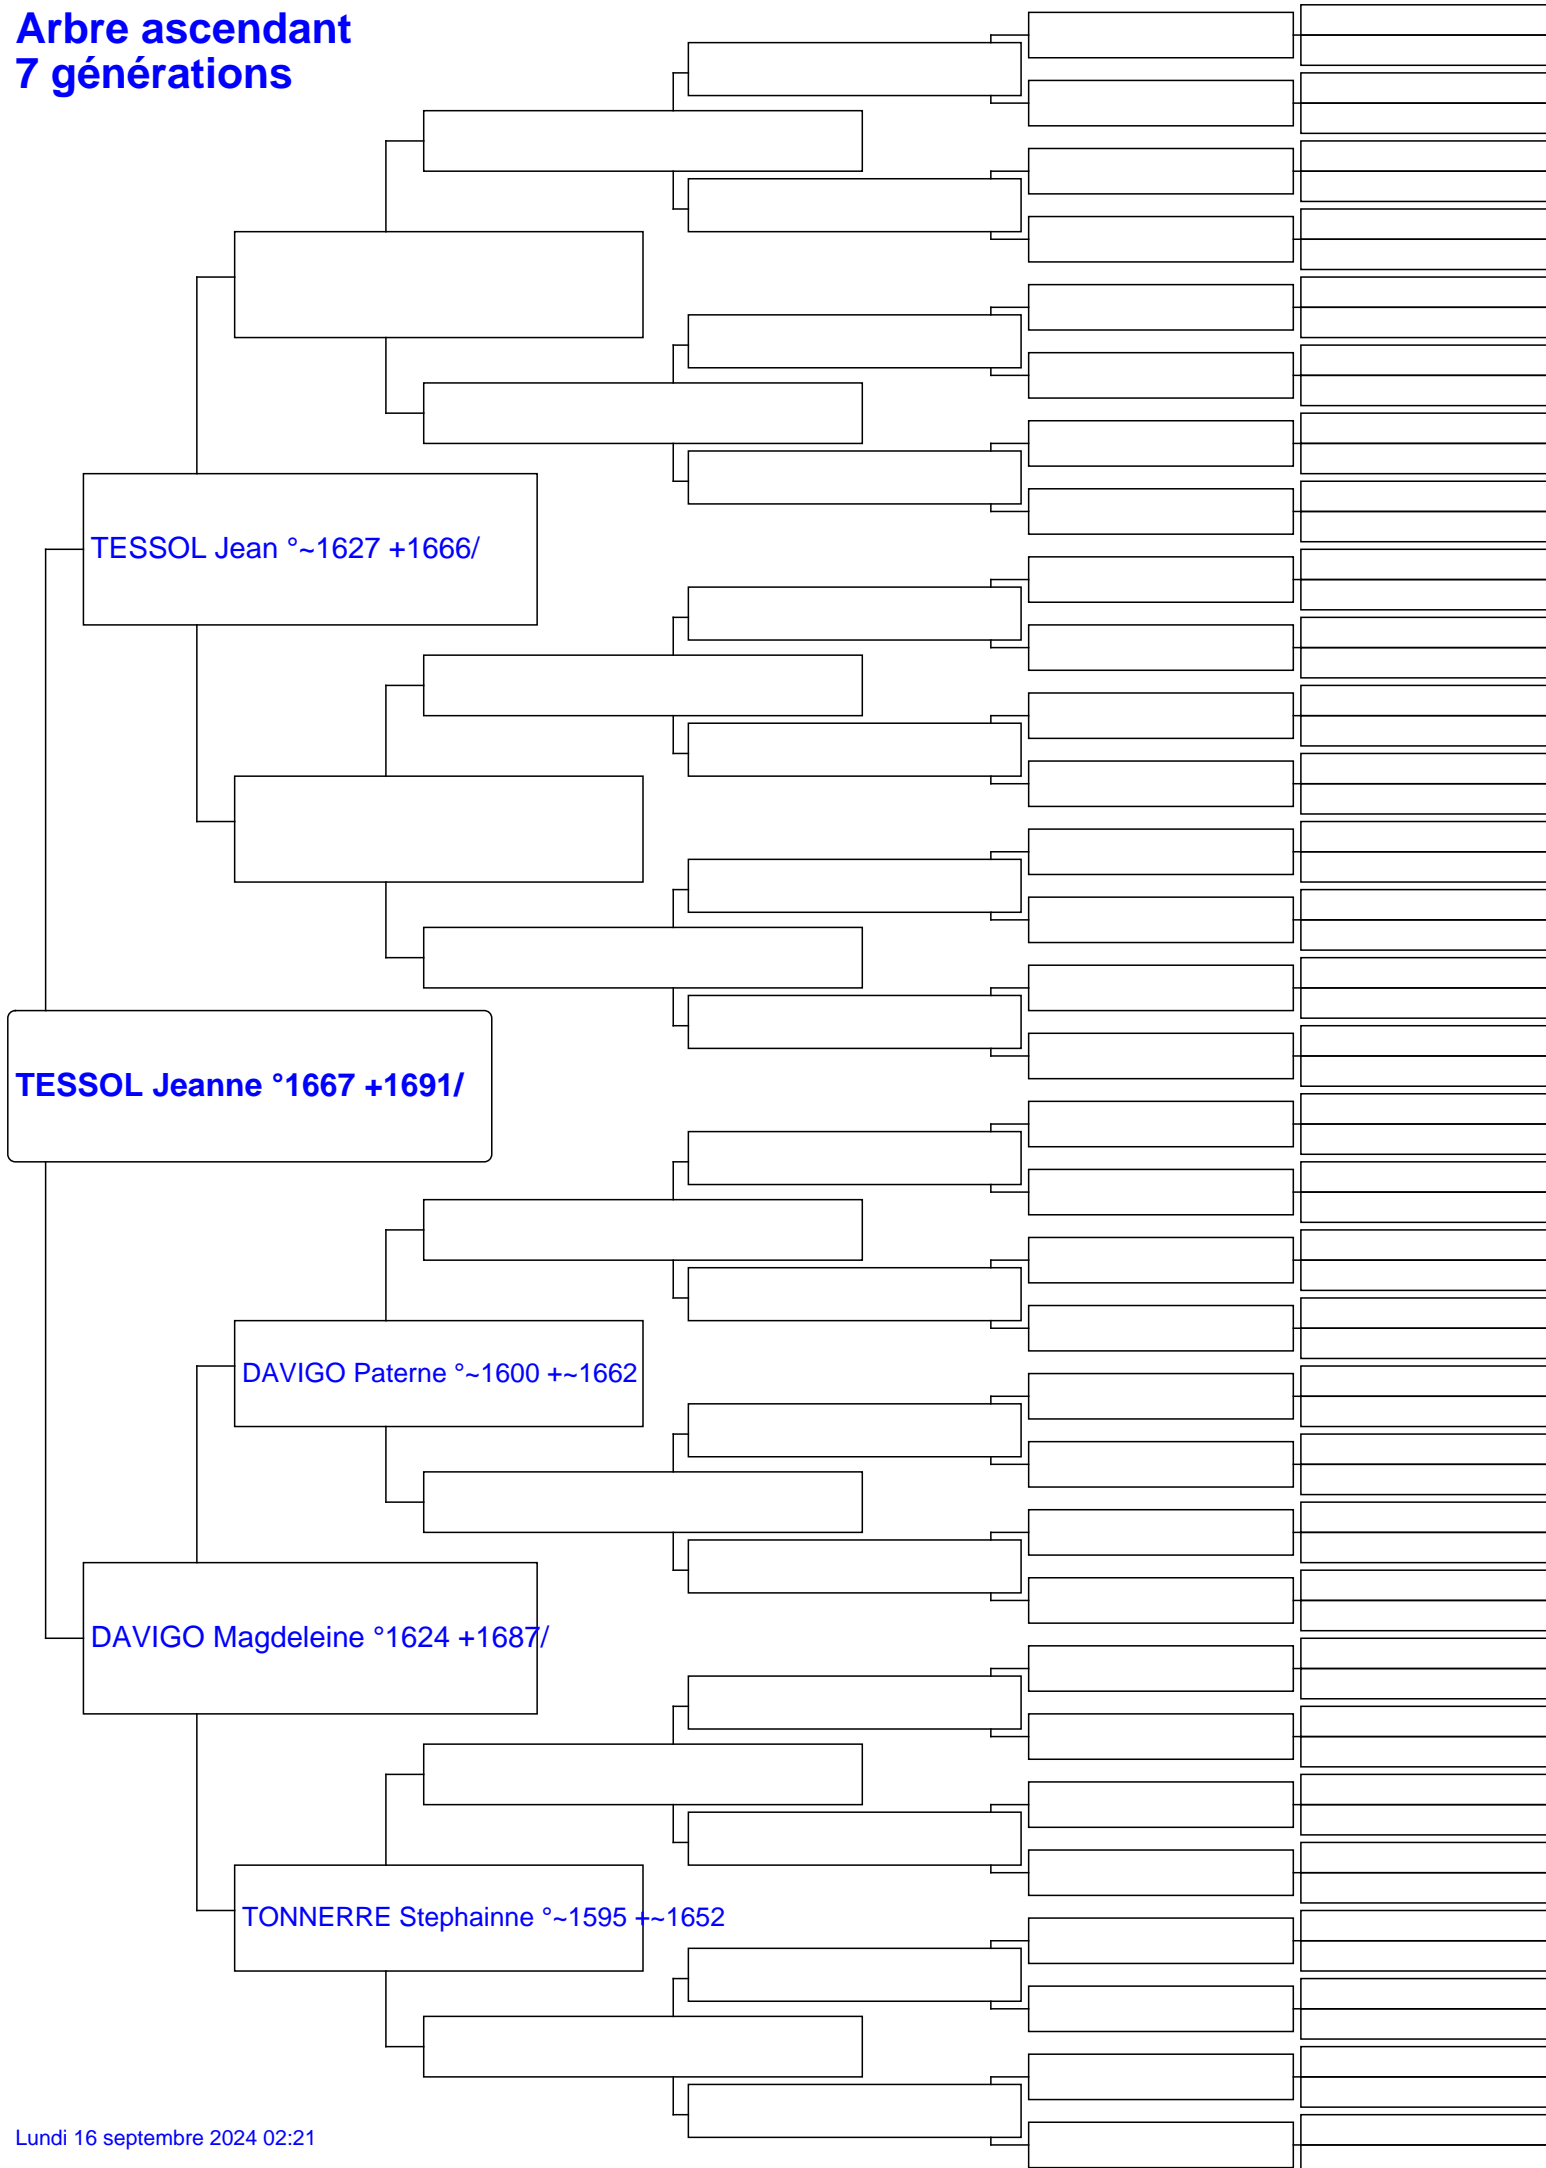 Arbre ascendant
7 générations
TESSOL Jean °~1627 +1666/
TESSOL Jeanne °1667 +1691/
DAVIGO Paterne °~1600 +~1662
DAVIGO Magdeleine °1624 +1687/
TONNERRE Stephainne °~1595 +~1652
Lundi 16 septembre 2024 02:21